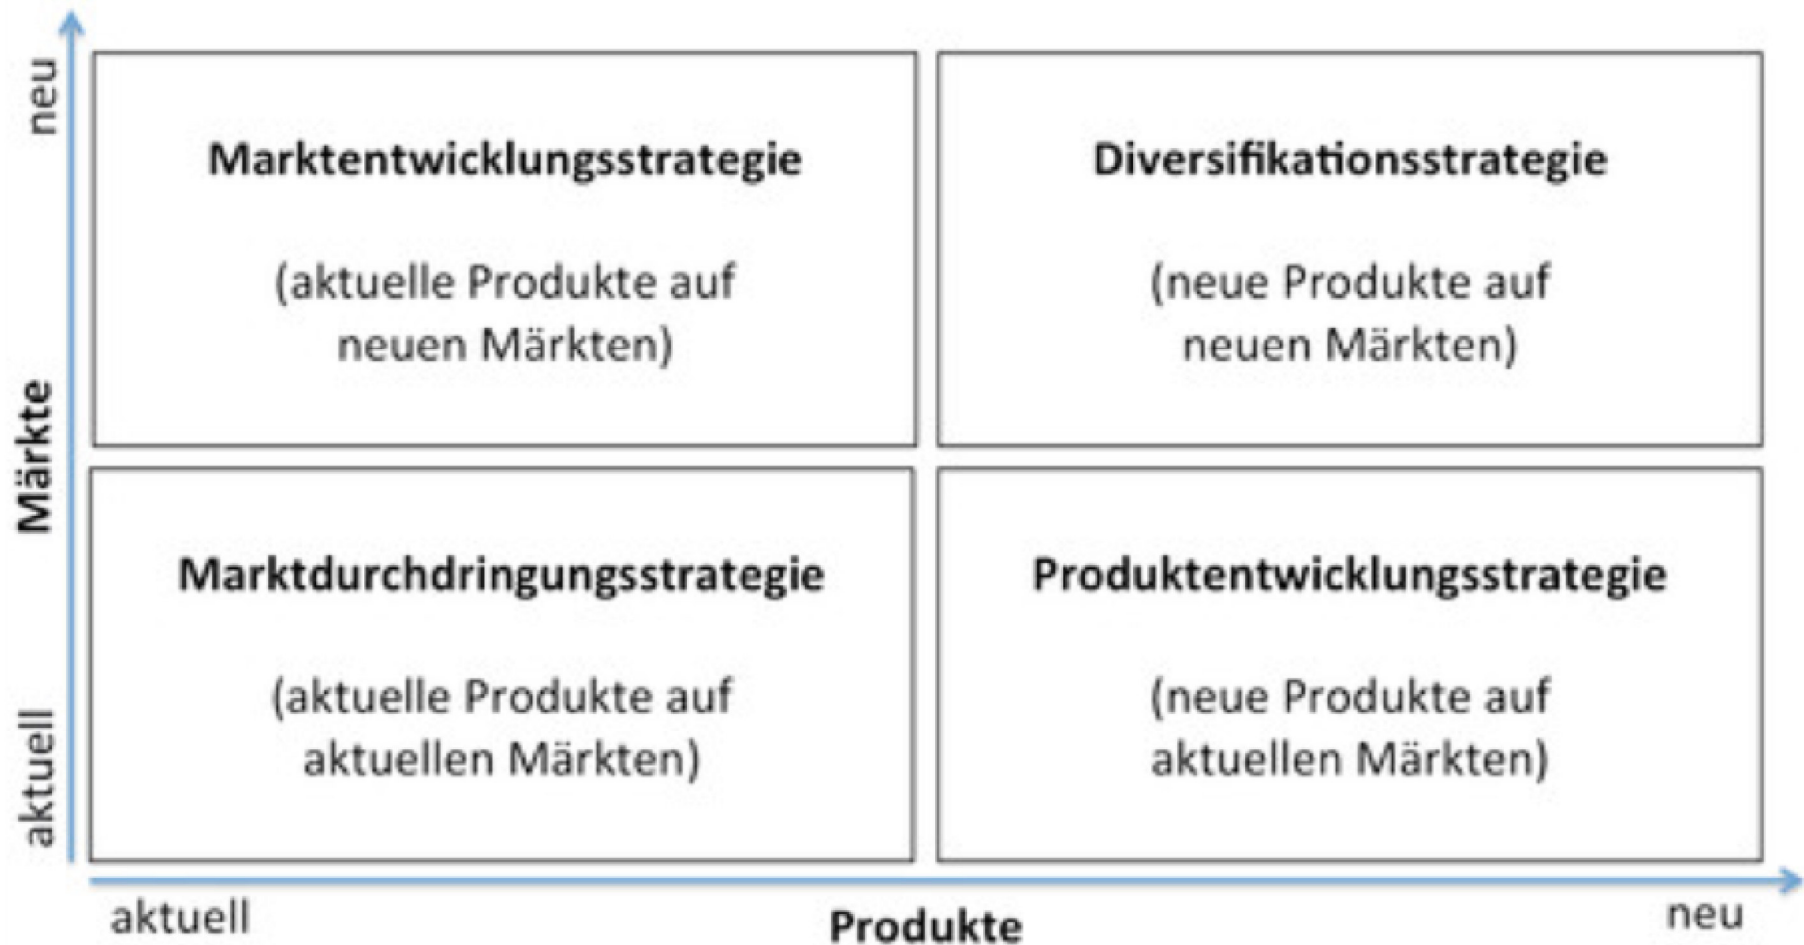 neu
Marktentwicklungsstrategie
(aktuelle Produkte auf
neuen Märkten)
Diversifikationsstrategie
(neue Produkte auf
neuen Märkten)
Märkte
Marktdurchdringungsstrategie
(aktuelle Produkte auf
aktuellen Märkten)
Produktentwicklungsstrategie
(neue Produkte auf
aktuellen Märkten)
aktuell
aktuell
Produkte
neu